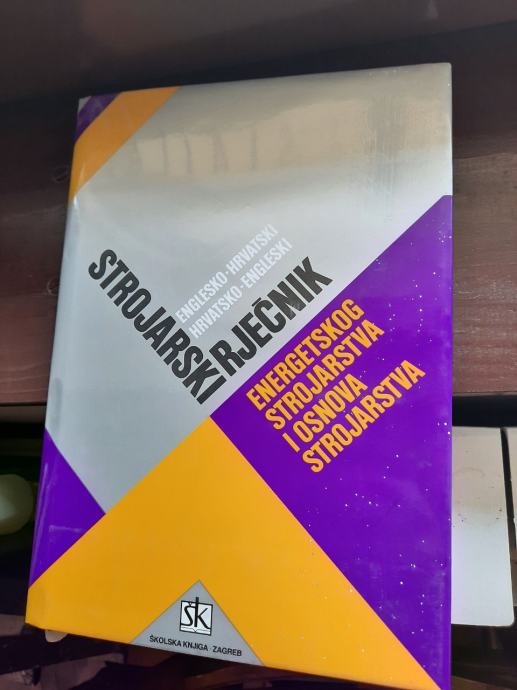 ENGLESKO-HRVATSKI
HRVATSKO-ENGLESKI
STROJARSKI
RJEČNIK
ENERGETSKOG
STROJARSTVA
I OSNOVA
STROJARSTVA
ŠK
ŠKOLSKA KNJIGA · ZAGREB